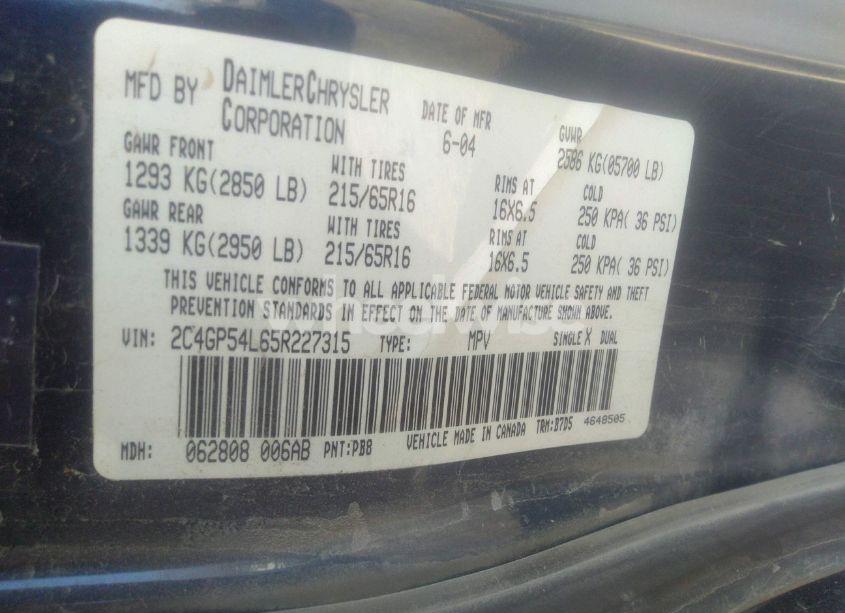 MFD BY DAIMLERCHRYSLER CORPORATION DATE OF MFR 6-04 GVWR 2586 KG(05700 LB)
GAWR FRONT WITH TIRES RIMS AT COLD
1293 KG(2850 LB) 215/65R16 16X6.5 250 KPA( 36 PSI)
GAWR REAR WITH TIRES RIMS AT COLD
1339 KG(2950 LB) 215/65R16 16X6.5 250 KPA( 36 PSI)
THIS VEHICLE CONFORMS TO ALL APPLICABLE FEDERAL MOTOR VEHICLE SAFETY AND THEFT
PREVENTION STANDARDS IN EFFECT ON THE DATE OF MANUFACTURE SHOWN ABOVE.
VIN: 2C4GP54L65R227315 TYPE: MPV SINGLE X DUAL
MDH: 062808 006AB PNT:PB8 VEHICLE MADE IN CANADA TRM:B7D5 4648505